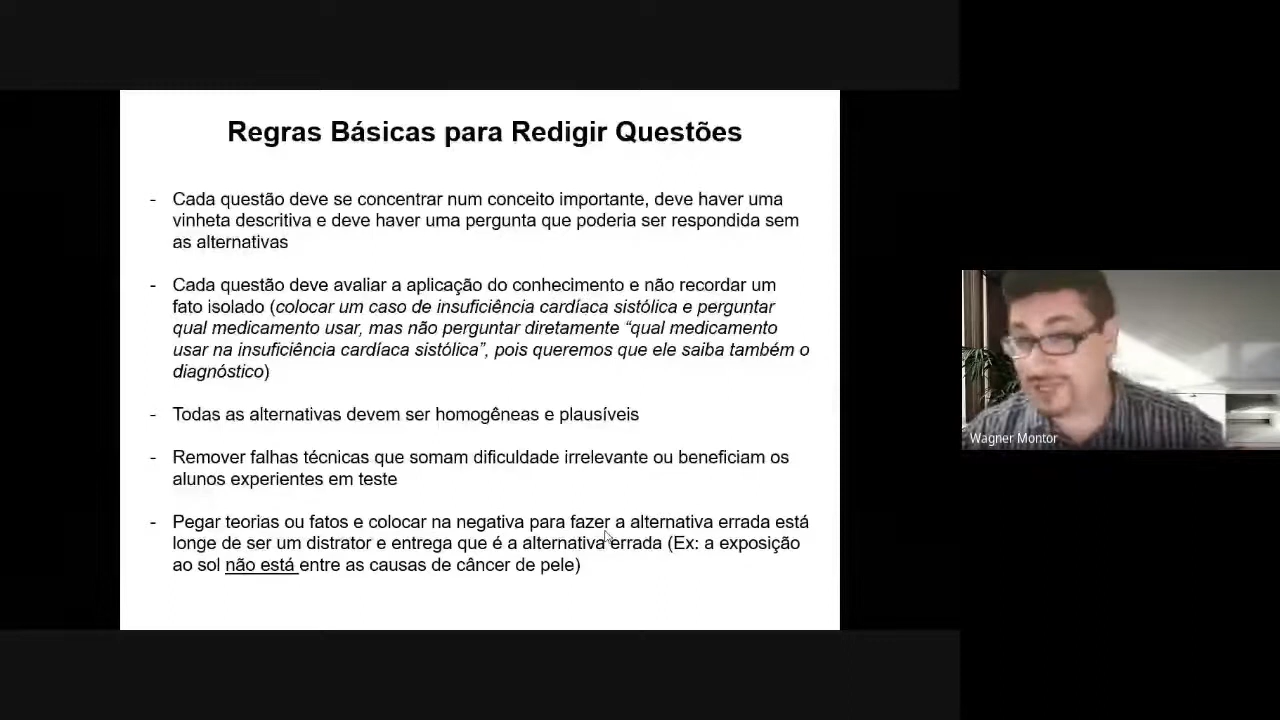 Regras Básicas para Redigir Questões
- Cada questão deve se concentrar num conceito importante, deve haver uma
vinheta descritiva e deve haver uma pergunta que poderia ser respondida sem
as alternativas
- Cada questão deve avaliar a aplicação do conhecimento e não recordar um
fato isolado (colocar um caso de insuficiência cardíaca sistólica e perguntar
qual medicamento usar, mas não perguntar diretamente “qual medicamento
usar na insuficiência cardíaca sistólica”, pois queremos que ele saiba também o
diagnóstico)
- Todas as alternativas devem ser homogêneas e plausíveis
- Remover falhas técnicas que somam dificuldade irrelevante ou beneficiam os
alunos experientes em teste
- Pegar teorias ou fatos e colocar na negativa para fazer a alternativa errada está
longe de ser um distrator e entrega que é a alternativa errada (Ex: a exposição
ao sol não está entre as causas de câncer de pele)
Wagner Montor